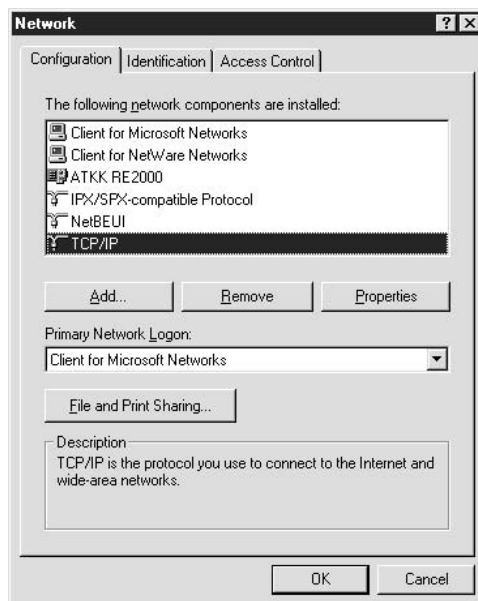 Network
Configuration Identification Access Control
The following network components are installed:
Client for Microsoft Networks
Client for NetWare Networks
ATKK RE2000
IPX/SPX-compatible Protocol
NetBEUI
TCP/IP
Add... Remove Properties
Primary Network Logon:
Client for Microsoft Networks
File and Print Sharing...
Description
TCP/IP is the protocol you use to connect to the Internet and
wide-area networks.
OK Cancel